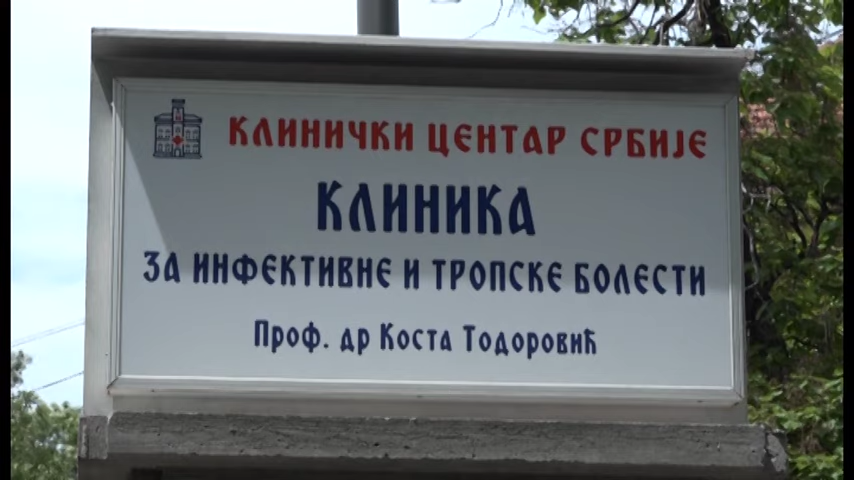 КЛИНИЧКИ ЦЕНТАР СРБИЈЕ
КЛИНИКА
ЗА ИНФЕКТИВНЕ И ТРОПСКЕ БОЛЕСТИ
Проф. др Коста Тодоровић